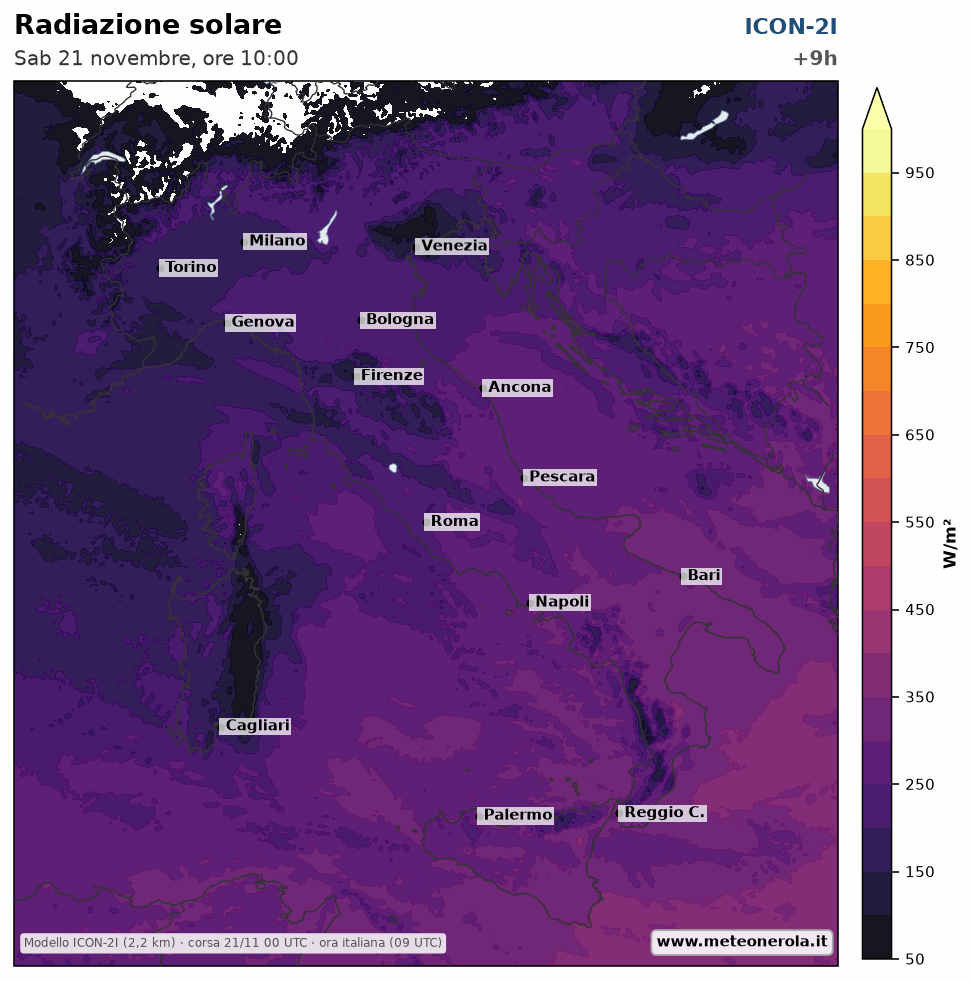 Radiazione solare
ICON-2I
Sab 21 novembre, ore 10:00
+9h
Milano
Venezia
Torino
Genova
Bologna
Firenze
Ancona
Pescara
Roma
Bari
Napoli
Cagliari
Palermo
Reggio C.
Modello ICON-2I (2,2 km) · corsa 21/11 00 UTC · ora italiana (09 UTC)
www.meteonerola.it
950
850
750
650
550
450
350
250
150
50
W/m²